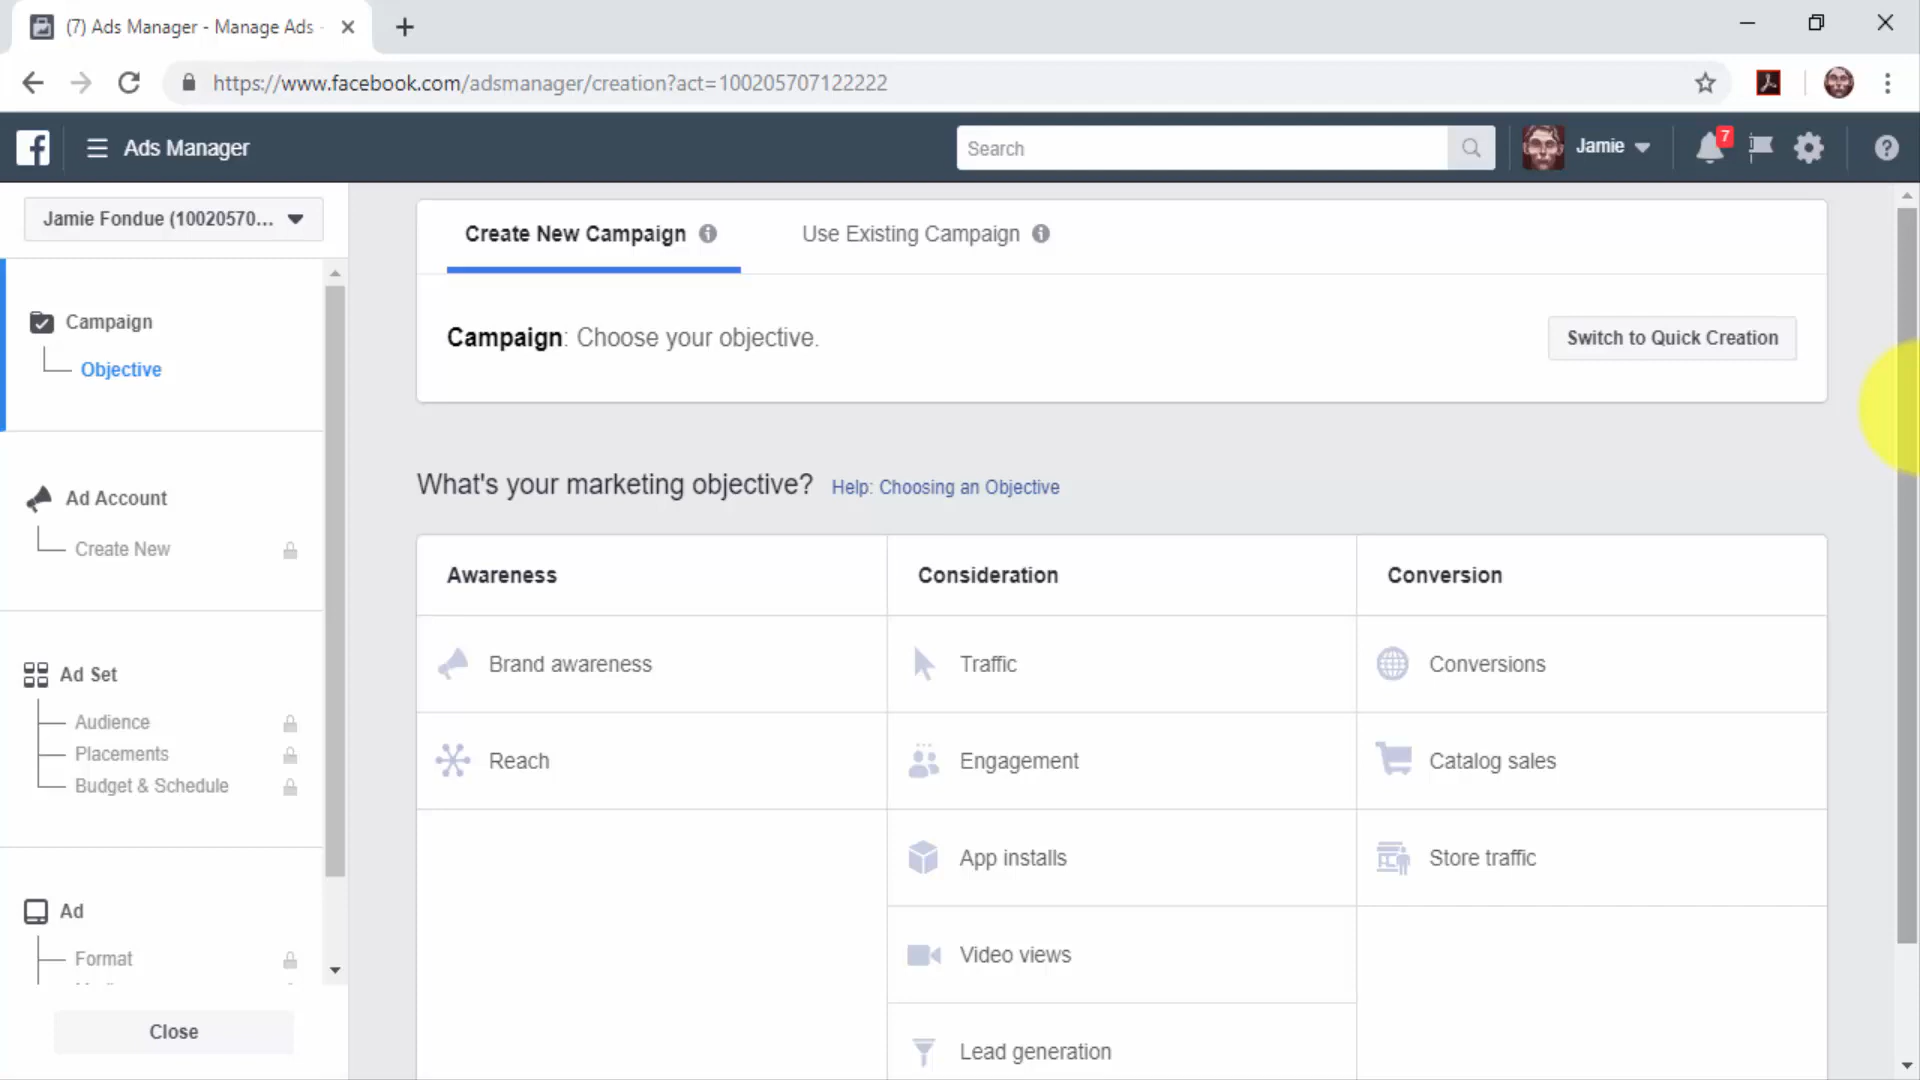 (7) Ads Manager - Manage Ads -
https://www.facebook.com/adsmanager/creation?act=100205707122222
Ads Manager
Search
Jamie
7
Jamie Fondue (10020570...
Create New Campaign
Use Existing Campaign
Campaign
Objective
Campaign: Choose your objective.
Switch to Quick Creation
Ad Account
Create New
What's your marketing objective? Help: Choosing an Objective
Awareness
Consideration
Conversion
Ad Set
Audience
Placements
Budget & Schedule
Brand awareness
Traffic
Conversions
Reach
Engagement
Catalog sales
App installs
Store traffic
Ad
Format
Video views
Close
Lead generation